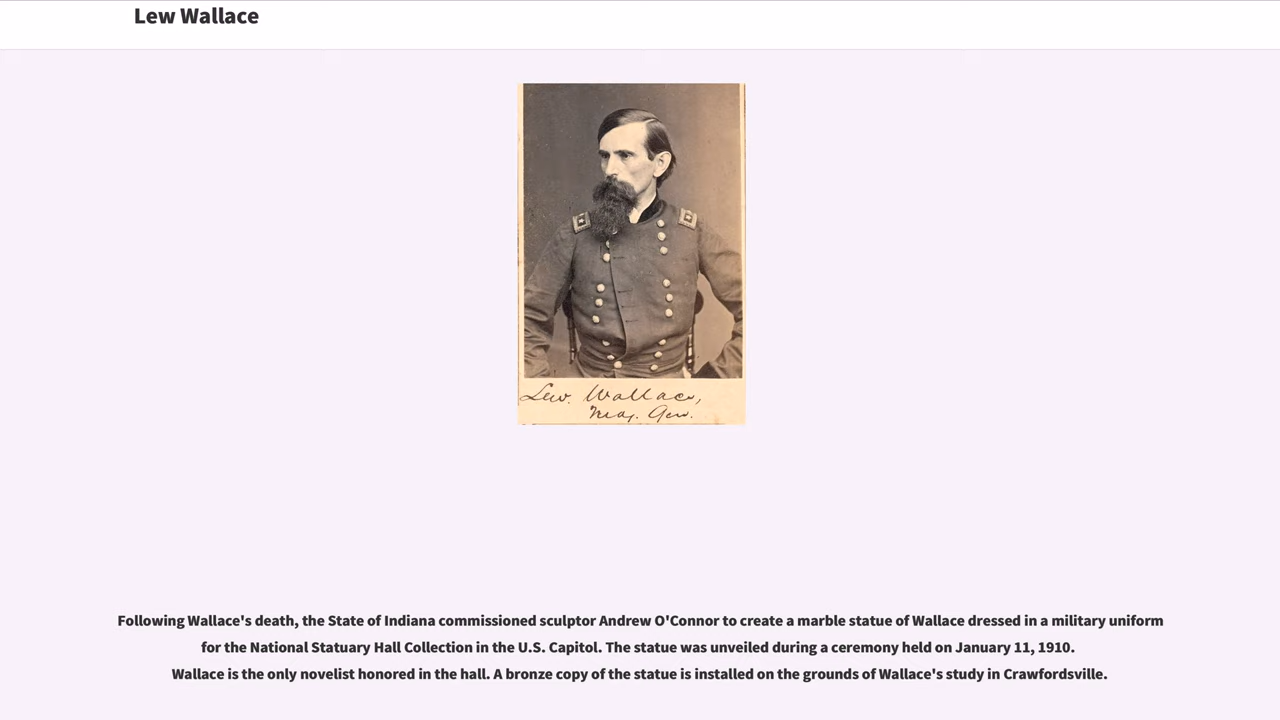 Lew Wallace
Lew. Wallace,
Maj. Gen.
Following Wallace's death, the State of Indiana commissioned sculptor Andrew O'Connor to create a marble statue of Wallace dressed in a military uniform
for the National Statuary Hall Collection in the U.S. Capitol. The statue was unveiled during a ceremony held on January 11, 1910.
Wallace is the only novelist honored in the hall. A bronze copy of the statue is installed on the grounds of Wallace's study in Crawfordsville.